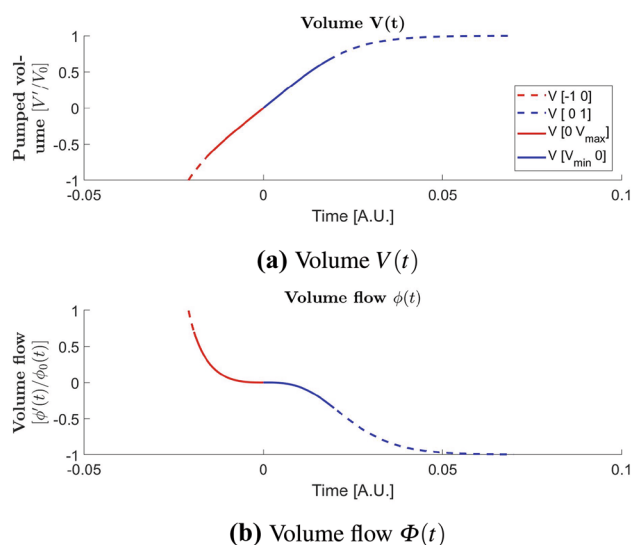 Volume V(t)
Pumped vol-
ume [V'/V₀]
1
0.5
0
-0.5
-1
-0.05
0
0.05
0.1
Time [A.U.]
V [-1 0]
V [ 0 1]
V [0 V_max]
V [V_min 0]
(a) Volume V(t)
Volume flow ϕ(t)
Volume flow
[ϕ'(t)/ϕ₀(t)]
1
0.5
0
-0.5
-1
-0.05
0
0.05
0.1
Time [A.U.]
(b) Volume flow Φ(t)